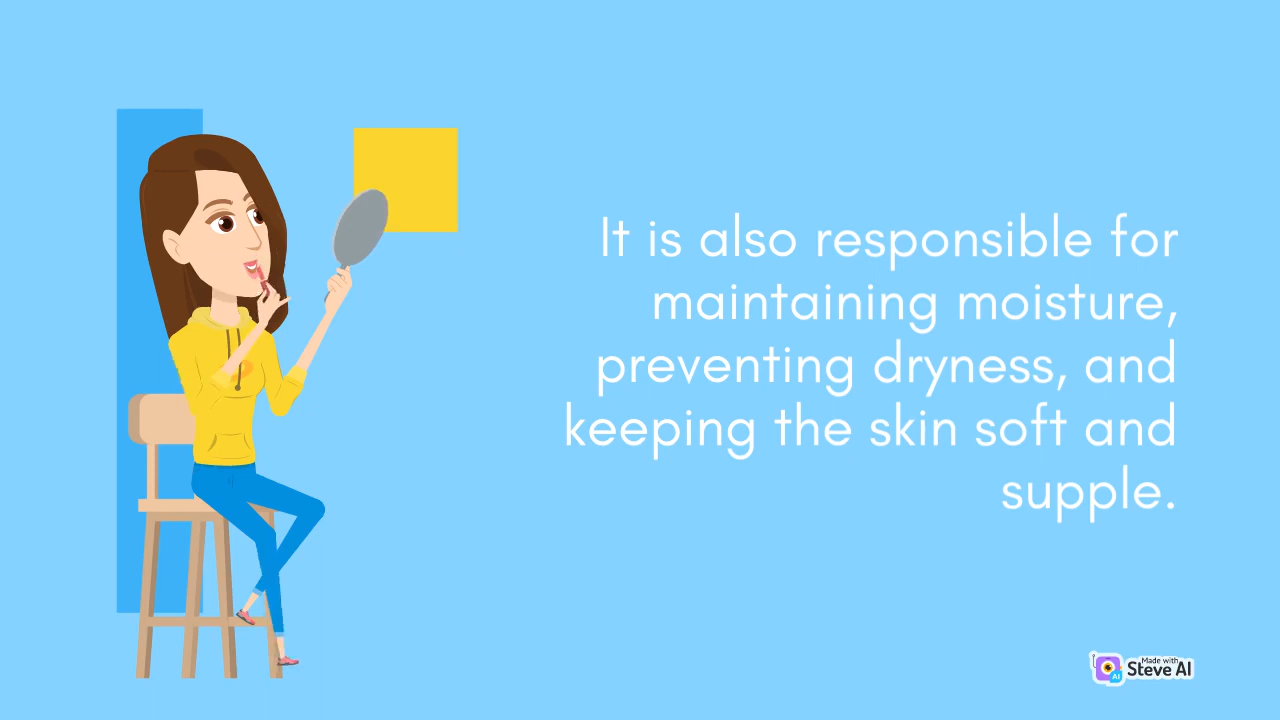 It is also responsible for
maintaining moisture,
preventing dryness, and
keeping the skin soft and
supple.
Made with
Steve AI
AI